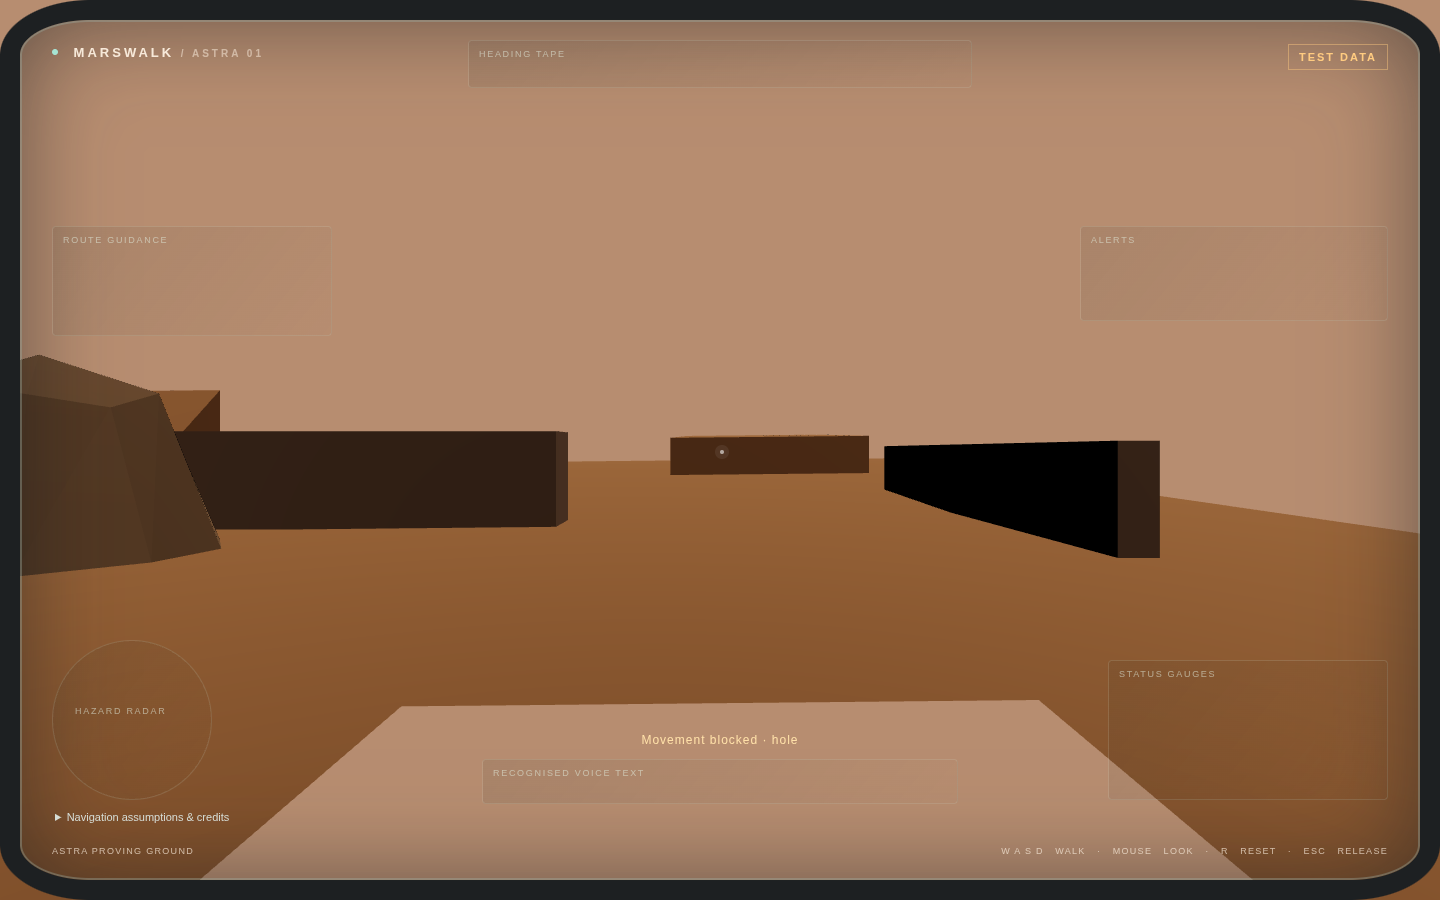 MARSWALK / ASTRA 01
HEADING TAPE
TEST DATA
ROUTE GUIDANCE
ALERTS
HAZARD RADAR
STATUS GAUGES
Movement blocked · hole
RECOGNISED VOICE TEXT
▶ Navigation assumptions & credits
ASTRA PROVING GROUND
W A S D WALK · MOUSE LOOK · R RESET · ESC RELEASE